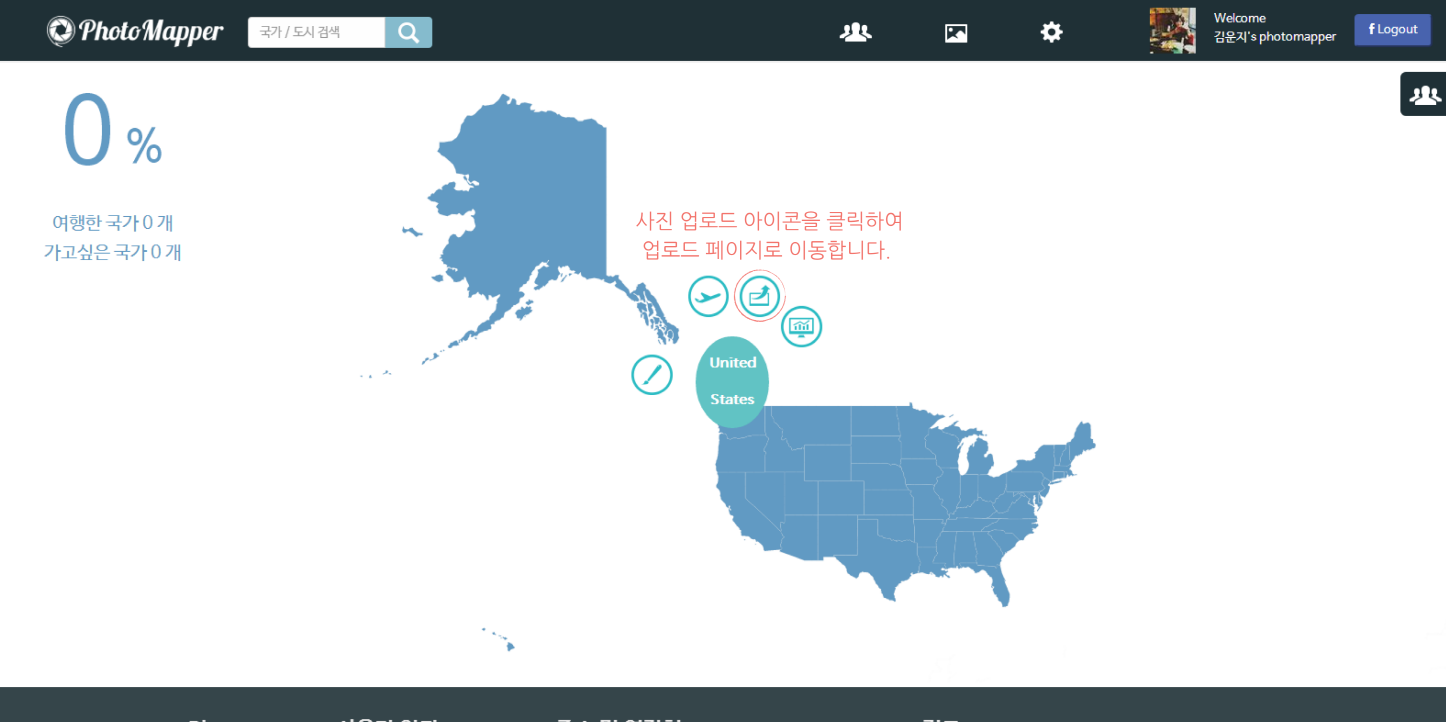 PhotoMapper
국가 / 도시 검색
Welcome
김운지's photomapper
f Logout
0 %
여행한 국가 0 개
가고싶은 국가 0 개
사진 업로드 아이콘을 클릭하여
업로드 페이지로 이동합니다.
United
States